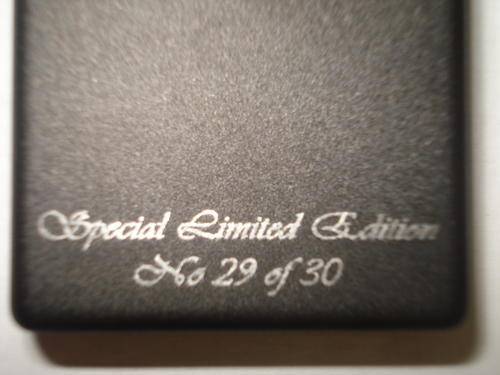 Special Limited Edition
No 29 of 30